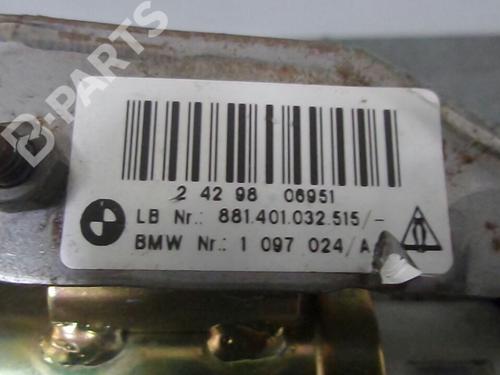 B-PARTS
2 42 98 06951
LB Nr.: 881.401.032.515/-
BMW Nr.: 1 097 024/A